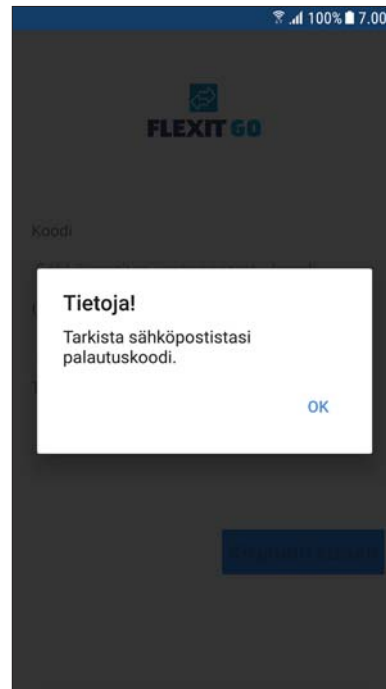 100% 7.00
FLEXIT GO
Koodi
Tietoja!
Tarkista sähköpostistasi
palautuskoodi.
OK